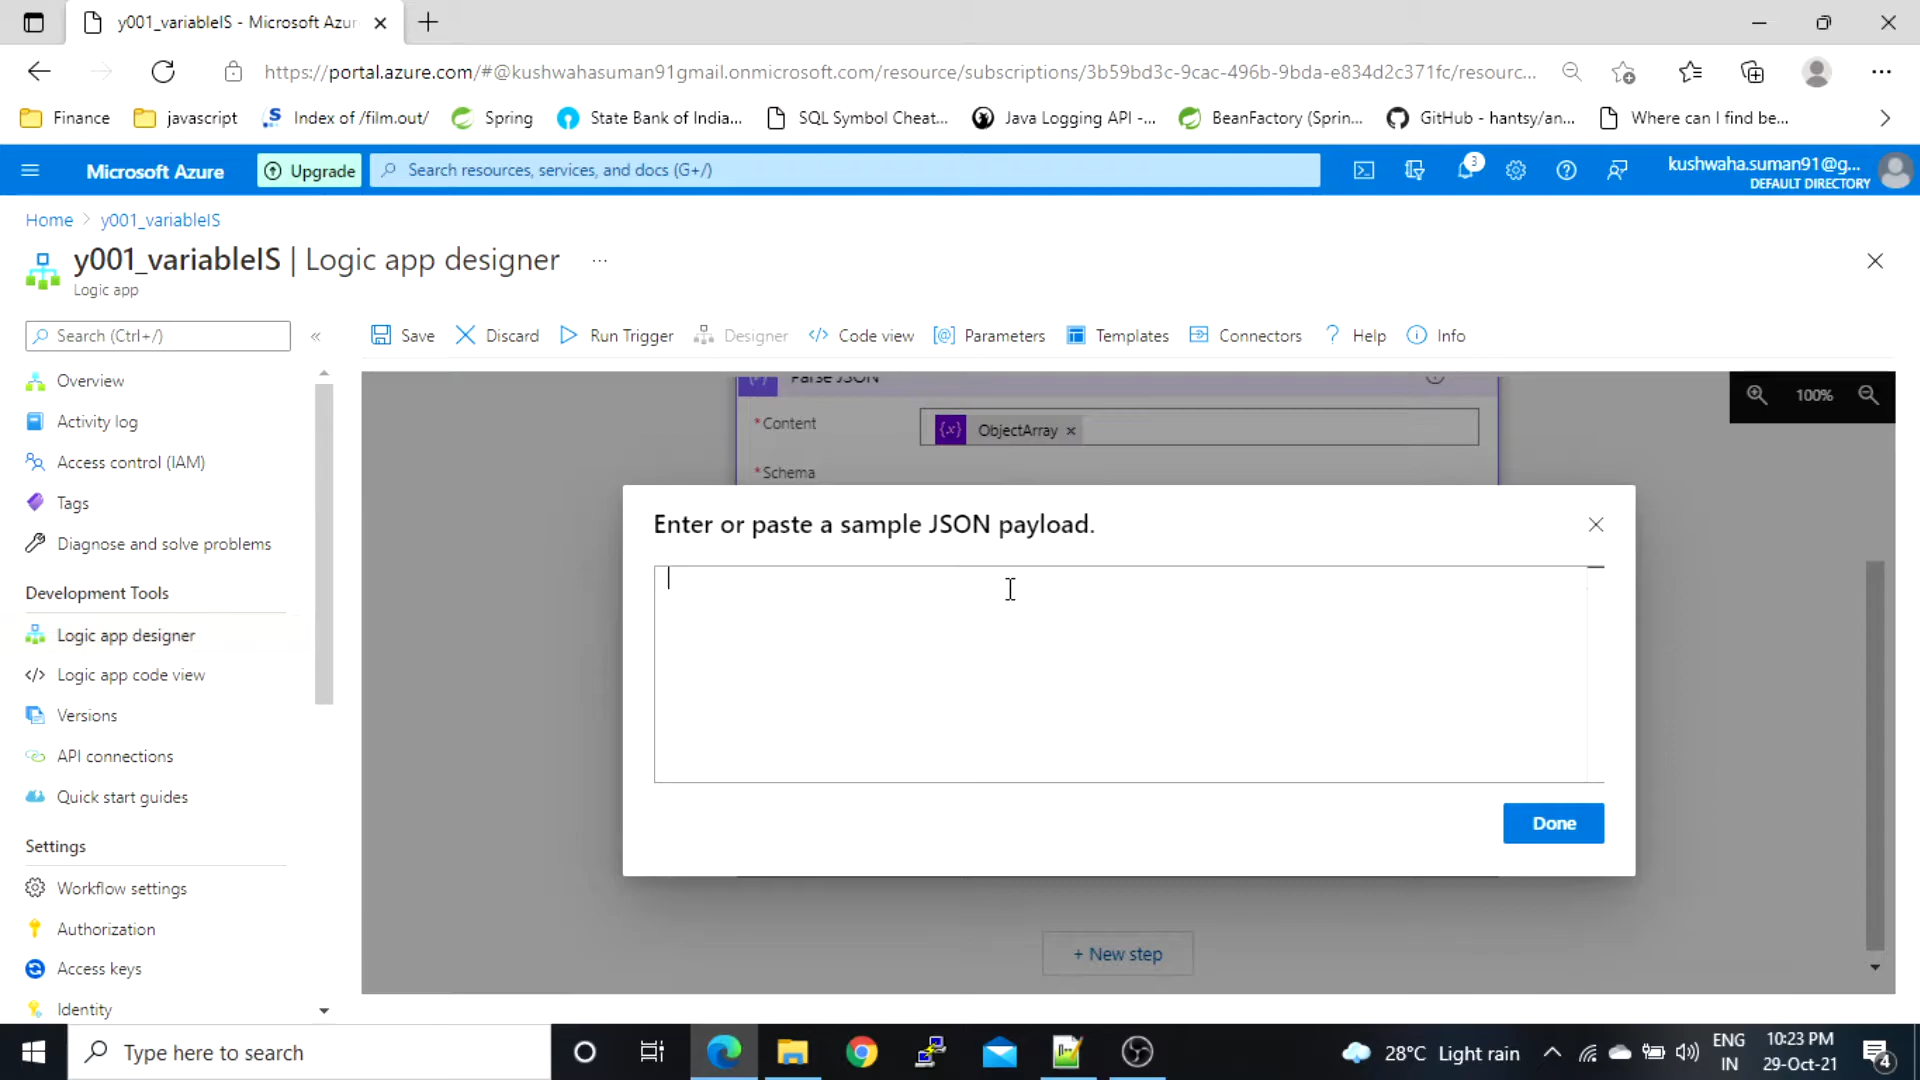 y001_variableIS - Microsoft Azur
https://portal.azure.com/#@kushwahasuman91gmail.onmicrosoft.com/resource/subscriptions/3b59bd3c-9cac-496b-9bda-e834d2c371fc/resourc...
Finance
javascript
Index of /film.out/
Spring
State Bank of India...
SQL Symbol Cheat...
Java Logging API -...
BeanFactory (Sprin...
GitHub - hantsy/an...
Where can I find be...
Microsoft Azure
Upgrade
Search resources, services, and docs (G+/)
3
kushwaha.suman91@g...
DEFAULT DIRECTORY
Home > y001_variableIS
y001_variableIS | Logic app designer ...
Logic app
Search (Ctrl+/)
«
Save
Discard
Run Trigger
Designer
Code view
Parameters
Templates
Connectors
Help
Info
Overview
Activity log
Access control (IAM)
Tags
Diagnose and solve problems
Development Tools
Logic app designer
Logic app code view
Versions
API connections
Quick start guides
Settings
Workflow settings
Authorization
Access keys
Identity
Parse JSON
100%
*Content
{x} ObjectArray ×
*Schema
Enter or paste a sample JSON payload.
Done
+ New step
Type here to search
28°C Light rain
ENG
IN
10:23 PM
29-Oct-21
4